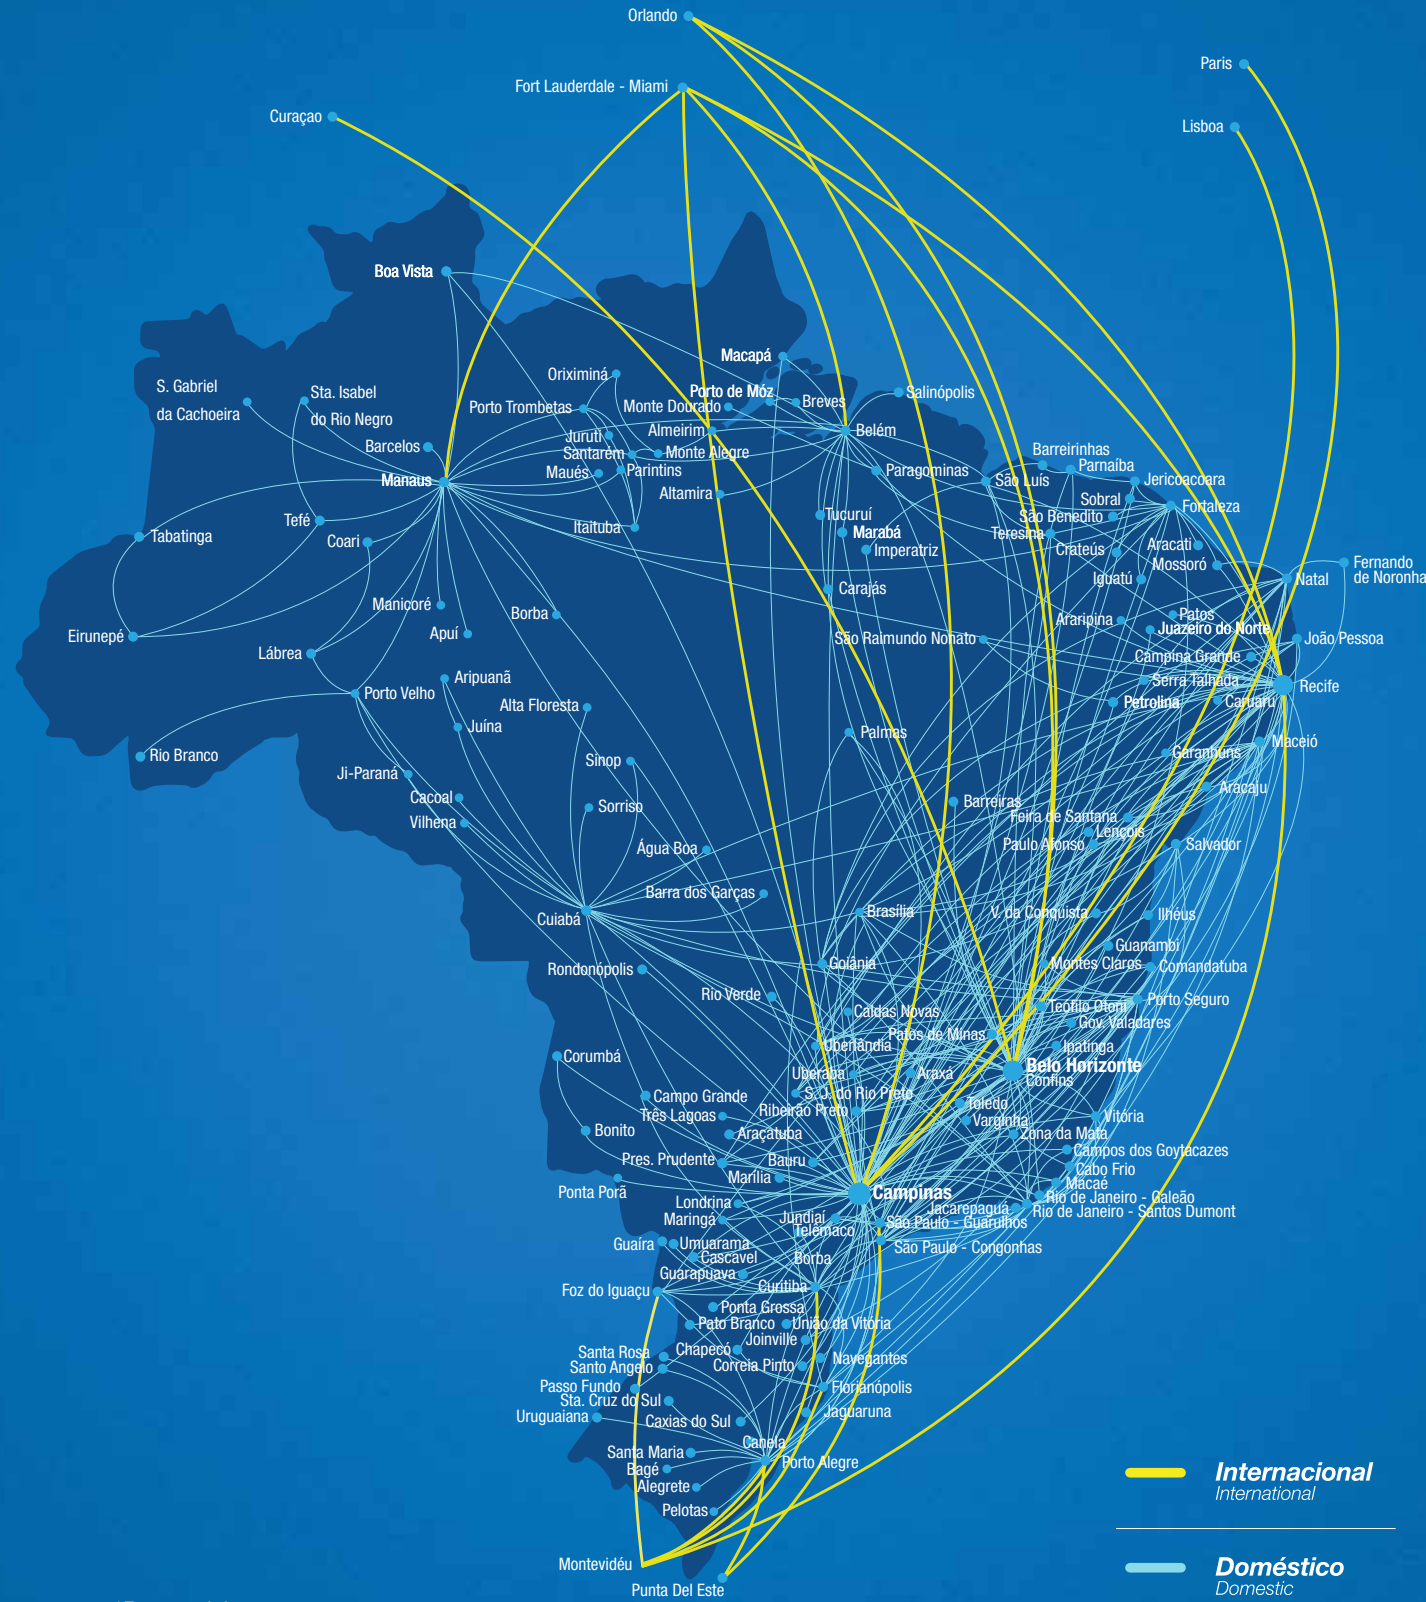 Orlando
Paris
Fort Lauderdale - Miami
Curaçao
Lisboa
Boa Vista
Macapá
Oriximiná
S. Gabriel
da Cachoeira
Sta. Isabel
do Rio Negro
Porto de Móz
Salinópolis
Porto Trombetas
Monte Dourado
Breves
Juruti
Almeirim
Belém
Barcelos
Santarém
Monte Alegre
Barreirinhas
Maués
Parintins
Paragominas
Parnaíba
Manaus
São Luís
Jericoacoara
Altamira
Sobral
Fortaleza
Tefé
Itaituba
Tucuruí
São Benedito
Tabatinga
Coari
Marabá
Teresina
Imperatriz
Crateús
Aracati
Mossoró
Fernando
de Noronha
Iguatú
Natal
Carajás
Manicoré
Borba
Araripina
Patos
Eirunepé
Apuí
São Raimundo Nonato
Juazeiro do Norte
João Pessoa
Lábrea
Campina Grande
Aripuanã
Serra Talhada
Recife
Porto Velho
Alta Floresta
Petrolina
Caruaru
Juína
Palmas
Maceió
Rio Branco
Sinop
Garanhuns
Ji-Paraná
Aracaju
Cacoal
Sorriso
Barreiras
Vilhena
Feira de Santana
Lençois
Água Boa
Paulo Afonso
Salvador
Barra dos Garças
Cuiabá
Brasília
V. da Conquista
Ilhéus
Guanambi
Rondonópolis
Goiânia
Montes Claros
Comandatuba
Rio Verde
Porto Seguro
Caldas Novas
Teófilo Otoni
Gov. Valadares
Patos de Minas
Uberlândia
Ipatinga
Corumbá
Belo Horizonte
Confins
Uberaba
Araxá
Campo Grande
S. J. do Rio Preto
Três Lagoas
Ribeirão Preto
Toledo
Varginha
Vitória
Bonito
Araçatuba
Zona da Mata
Pres. Prudente
Bauru
Campos dos Goytacazes
Cabo Frio
Marília
Macaé
Ponta Porã
Campinas
Rio de Janeiro - Galeão
Londrina
Jacarepaguá
Rio de Janeiro - Santos Dumont
Maringá
Jundiaí
São Paulo - Guarulhos
Telêmaco
Borba
Guaíra
Umuarama
São Paulo - Congonhas
Cascavel
Guarapuava
Foz do Iguaçu
Curitiba
Ponta Grossa
Pato Branco
União da Vitória
Joinville
Santa Rosa
Chapecó
Navegantes
Santo Angelo
Correia Pinto
Passo Fundo
Florianópolis
Sta. Cruz do Sul
Uruguaiana
Caxias do Sul
Jaguaruna
Canela
Santa Maria
Porto Alegre
Bagé
Alegrete
Pelotas
Montevidéu
Punta Del Este
Internacional
International
Doméstico
Domestic